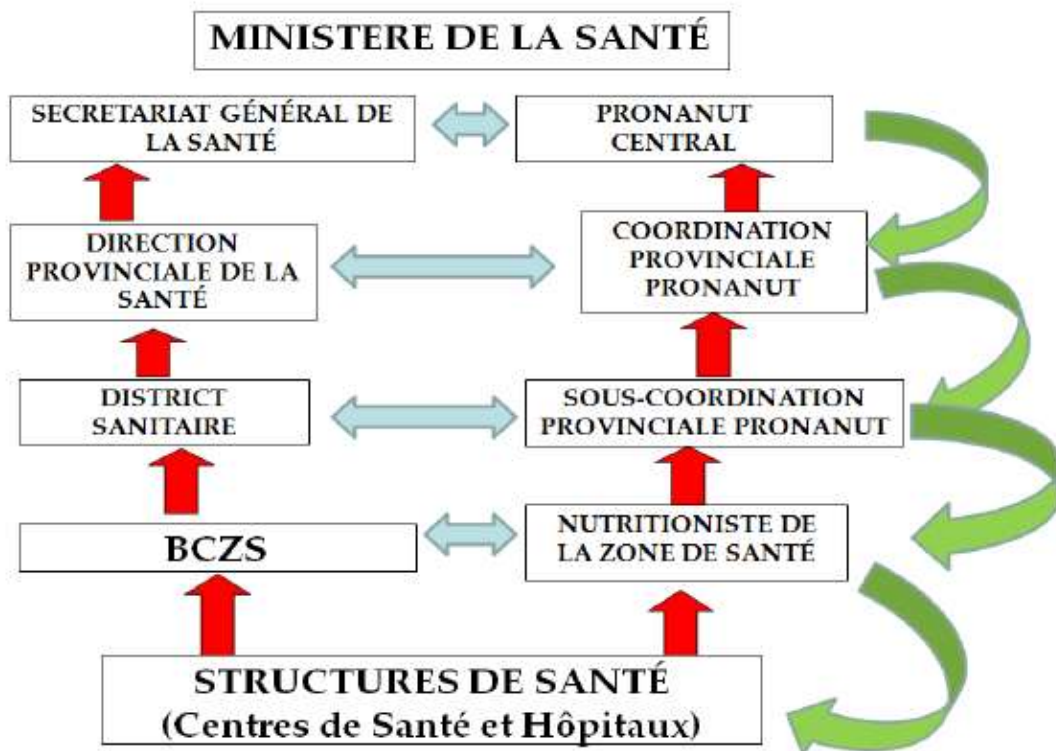 MINISTERE DE LA SANTÉ
SECRETARIAT GÉNÉRAL DE
LA SANTÉ
PRONANUT
CENTRAL
DIRECTION
PROVINCIALE DE LA
SANTÉ
COORDINATION
PROVINCIALE
PRONANUT
DISTRICT
SANITAIRE
SOUS-COORDINATION
PROVINCIALE PRONANUT
BCZS
NUTRITIONISTE DE
LA ZONE DE SANTÉ
STRUCTURES DE SANTÉ
(Centres de Santé et Hôpitaux)